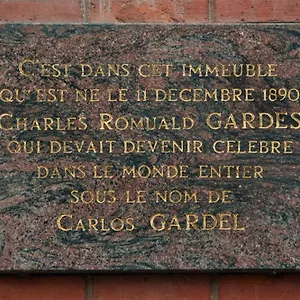 C'EST DANS CET IMMEUBLE
QU'EST NE LE 11 DECEMBRE 1890
CHARLES ROMUALD GARDES
QUI DEVAIT DEVENIR CELEBRE
DANS LE MONDE ENTIER
SOUS LE NOM DE
CARLOS GARDEL